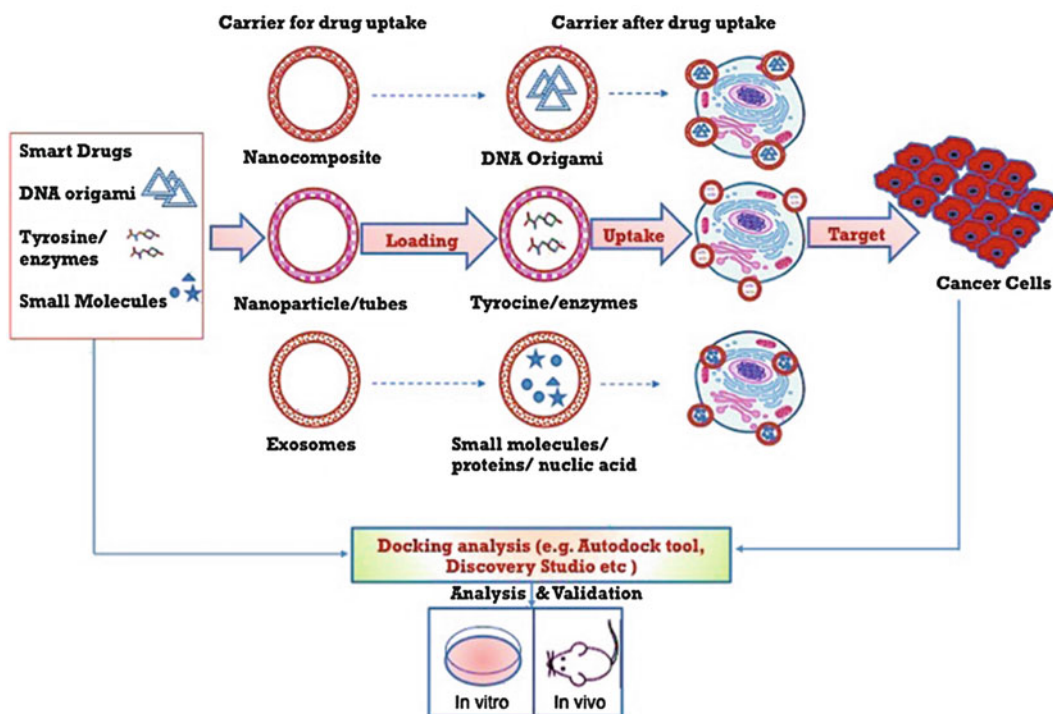 Carrier for drug uptake
Carrier after drug uptake
Smart Drugs
DNA origami
Tyrosine/
enzymes
Small Molecules
Nanocomposite
DNA Origami
Loading
Uptake
Target
Nanoparticle/tubes
Tyrocine/enzymes
Cancer Cells
Exosomes
Small molecules/
proteins/ nuclic acid
Docking analysis (e.g. Autodock tool,
Discovery Studio etc )
Analysis & Validation
In vitro
In vivo